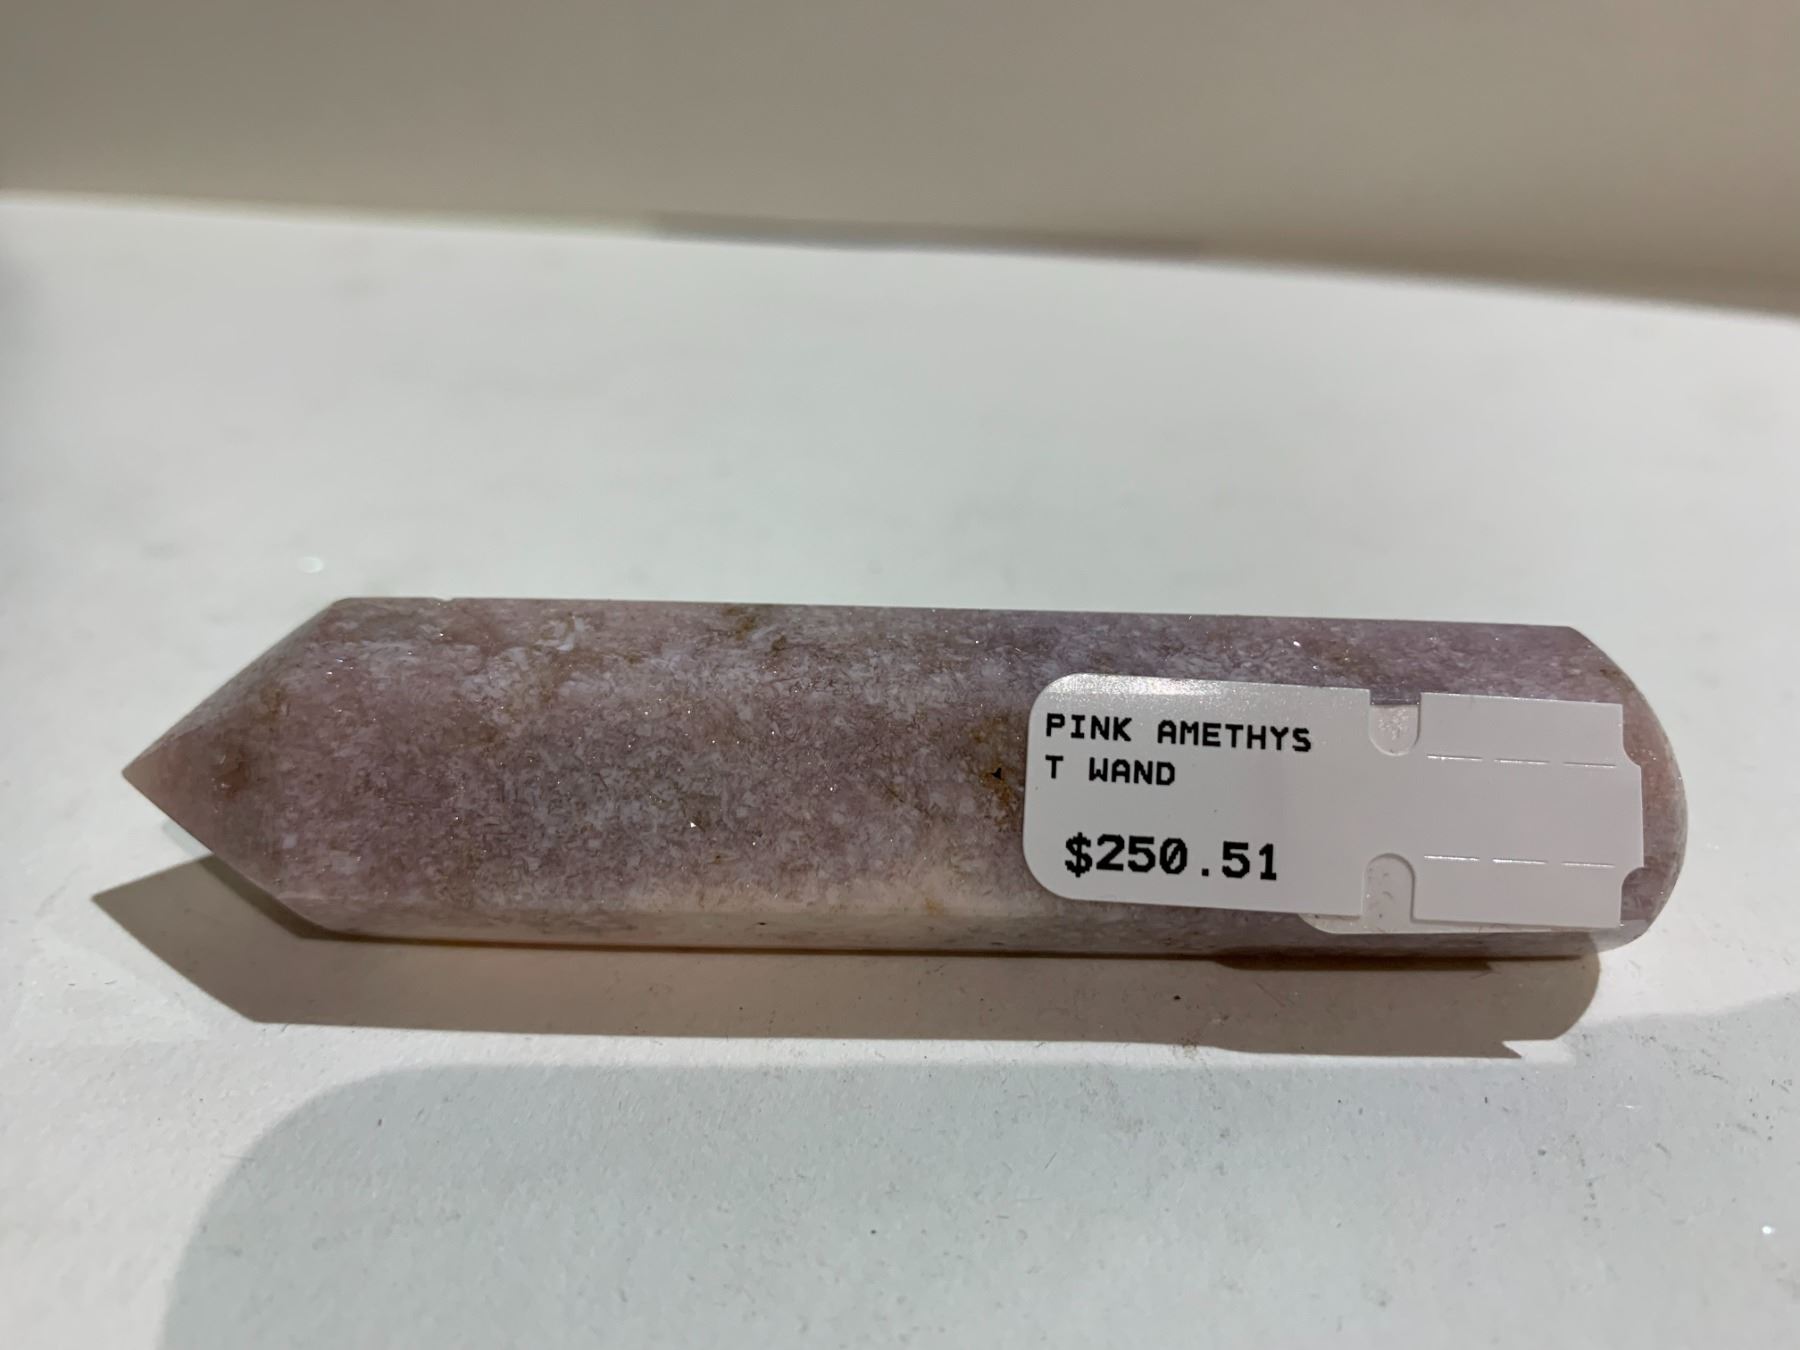 PINK AMETHYS
T WAND
$250.51